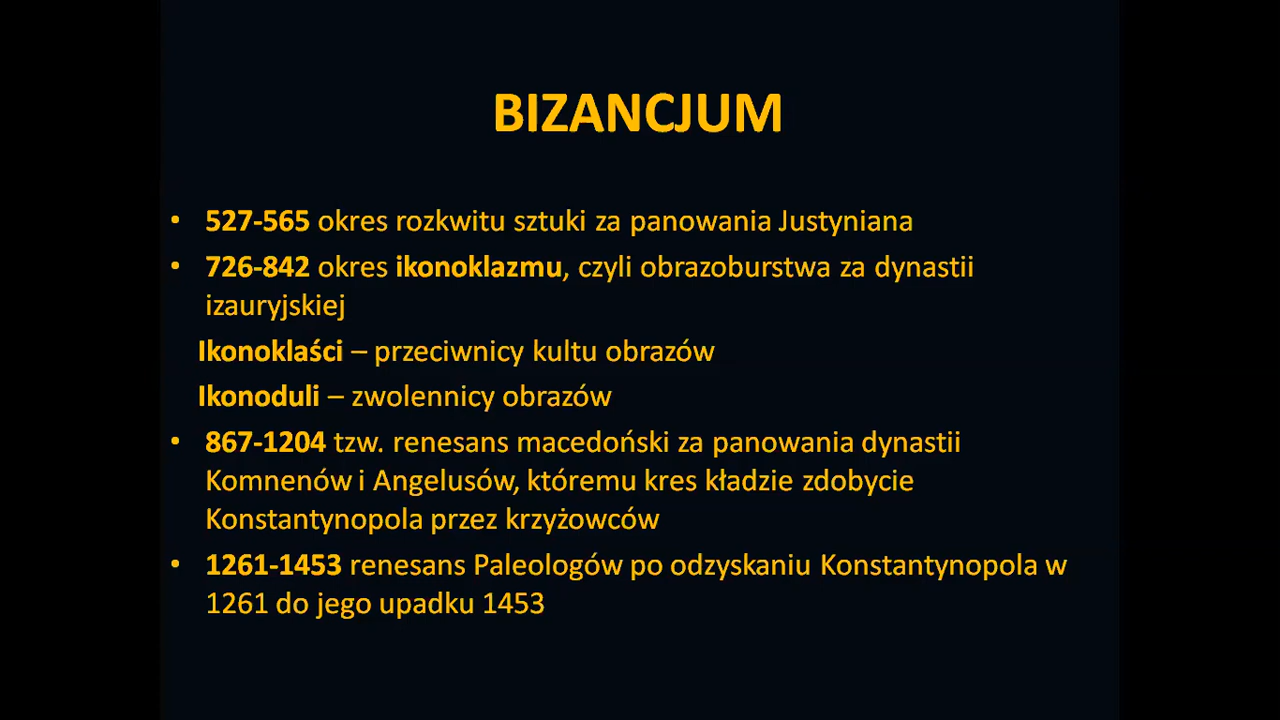 BIZANCJUM
• 527-565 okres rozkwitu sztuki za panowania Justyniana
• 726-842 okres ikonoklazmu, czyli obrazoburstwa za dynastii
izauryjskiej
Ikonoklaści – przeciwnicy kultu obrazów
Ikonoduli – zwolennicy obrazów
• 867-1204 tzw. renesans macedoński za panowania dynastii
Komnenów i Angelusów, któremu kres kładzie zdobycie
Konstantynopola przez krzyżowców
• 1261-1453 renesans Paleologów po odzyskaniu Konstantynopola w
1261 do jego upadku 1453